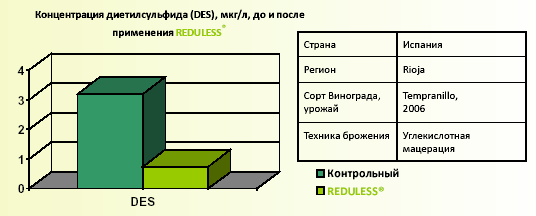 Концентрация диетилсульфида (DES), мкг/л, до и после
применения REDULESS®
4
3
2
1
0
DES
Страна Испания
Регион Rioja
Сорт Винограда, Tempranillo,
урожай 2006
Техника брожения Углекислотная
мацерация
Контрольный
REDULESS®